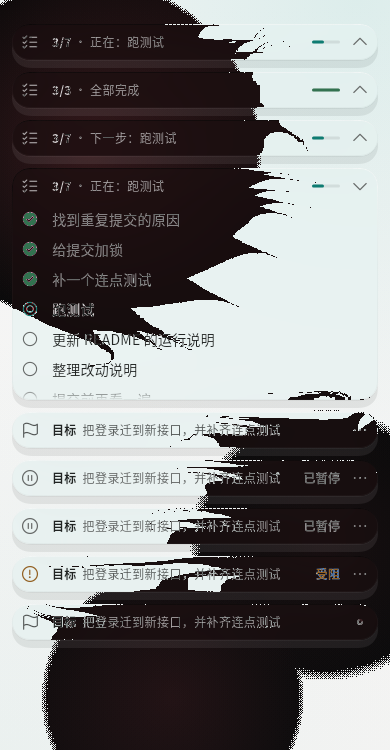 3/7 · 正在：跑测试
3/3 · 全部完成
3/7 · 下一步：跑测试
3/7 · 正在：跑测试
找到重复提交的原因
给提交加锁
补一个连点测试
跑测试
更新 README 的运行说明
整理改动说明
目标 把登录迁到新接口，并补齐连点测试
目标 把登录迁到新接口，并补齐连点测试 已暂停 ···
目标 把登录迁到新接口，并补齐连点测试 已暂停 ···
目标 把登录迁到新接口，并补齐连点测试 受阻 ···
目标 把登录迁到新接口，并补齐连点测试